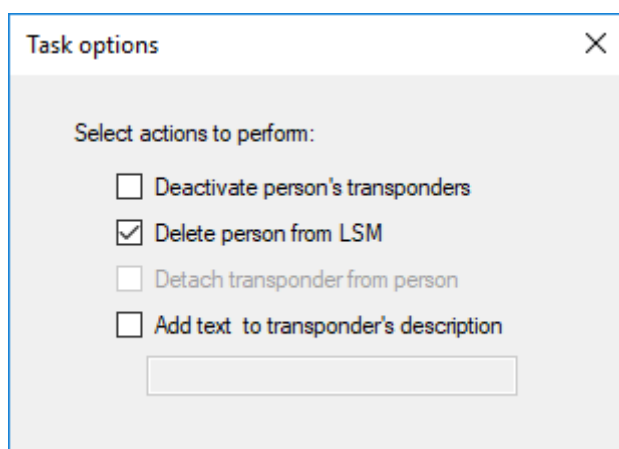 Task options
Select actions to perform:
Deactivate person's transponders
Delete person from LSM
Detach transponder from person
Add text  to transponder's description